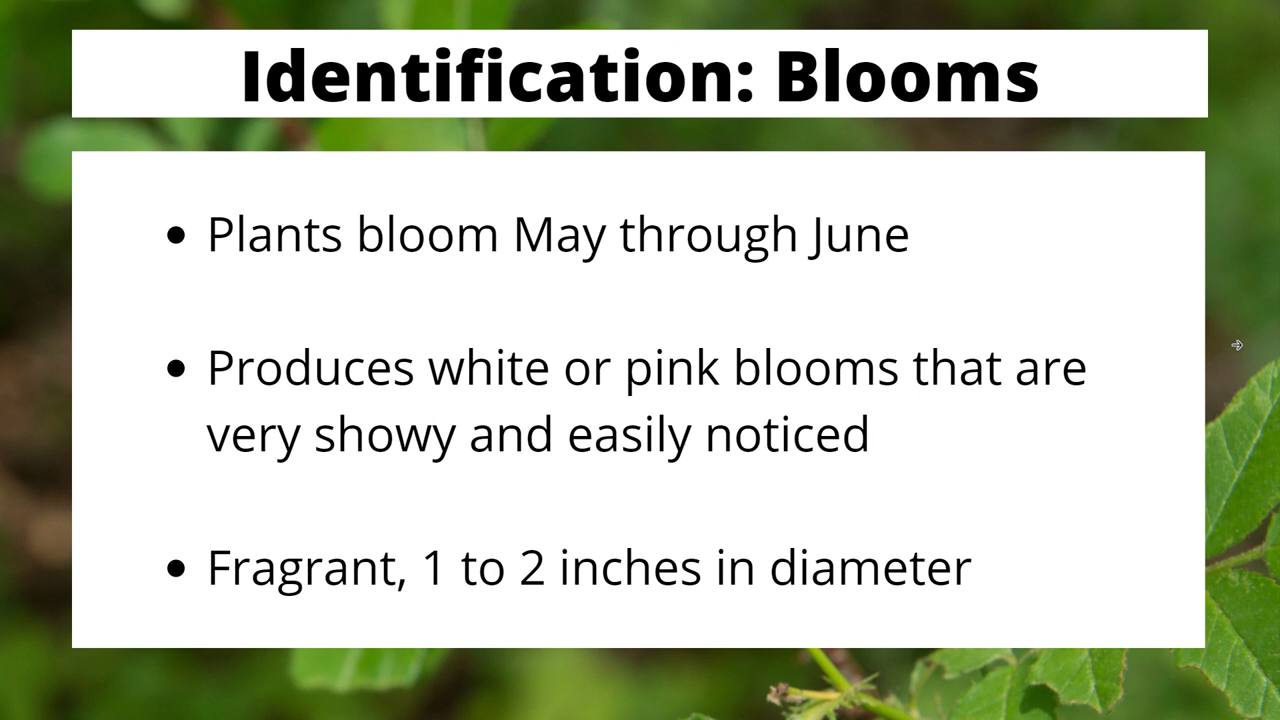 Identification: Blooms
• Plants bloom May through June
• Produces white or pink blooms that are
very showy and easily noticed
• Fragrant, 1 to 2 inches in diameter